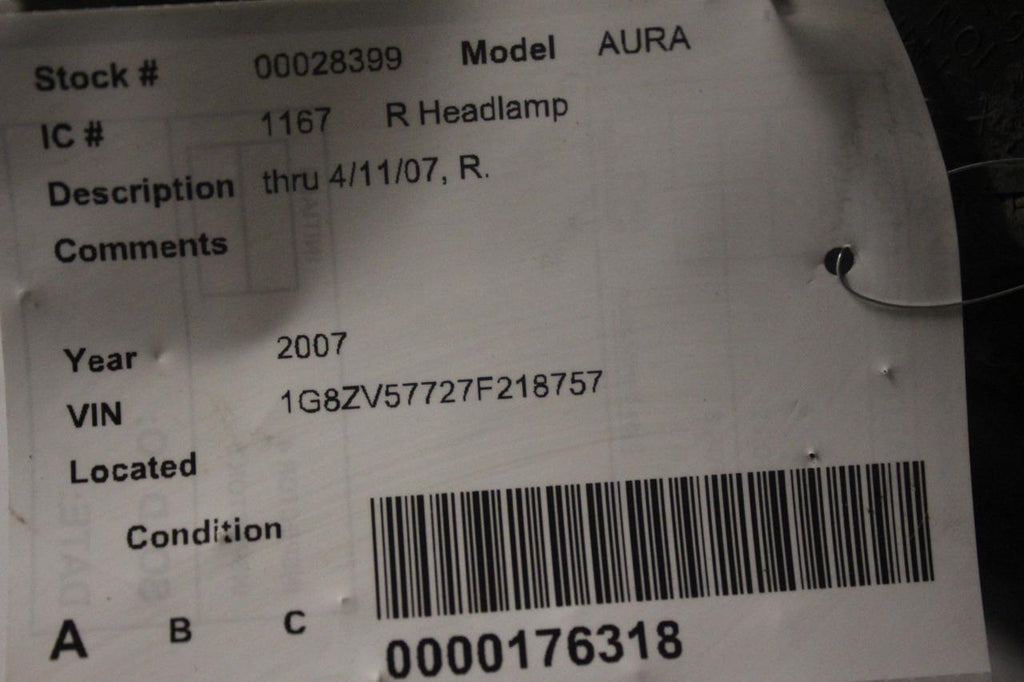 Stock # 00028399 Model AURA
IC # 1167 R Headlamp
Description thru 4/11/07, R.
Comments
Year 2007
VIN 1G8ZV57727F218757
Located
Condition
A B C
0000176318